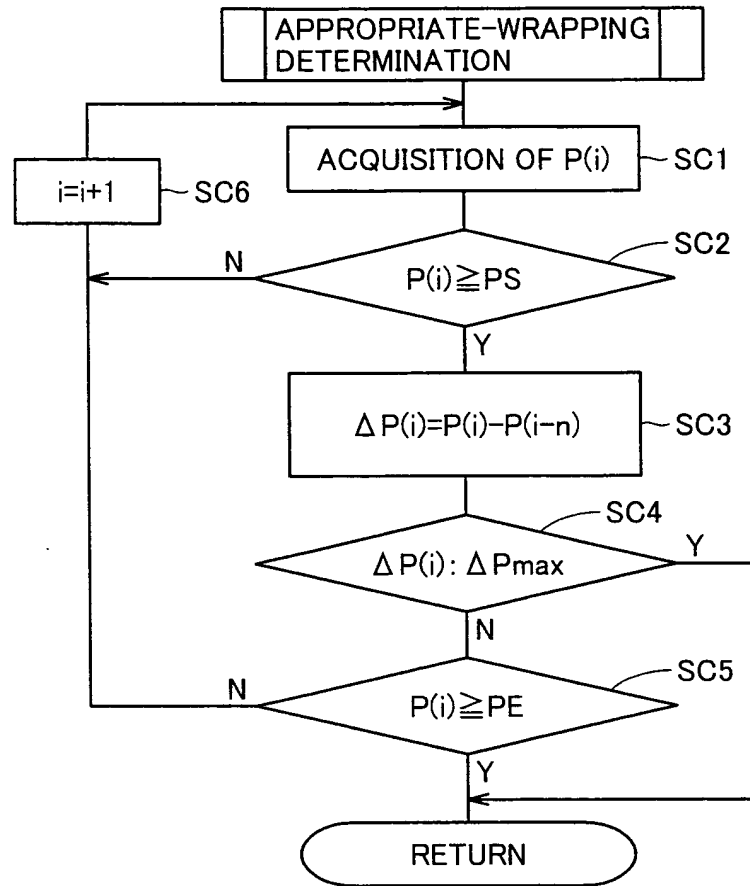 APPROPRIATE-WRAPPING
DETERMINATION
ACQUISITION OF P(i)
SC1
i=i+1
SC6
SC2
N
P(i)≧PS
Y
ΔP(i)=P(i)-P(i-n)
SC3
SC4
Y
ΔP(i): ΔPmax
N
SC5
N
P(i)≧PE
Y
RETURN